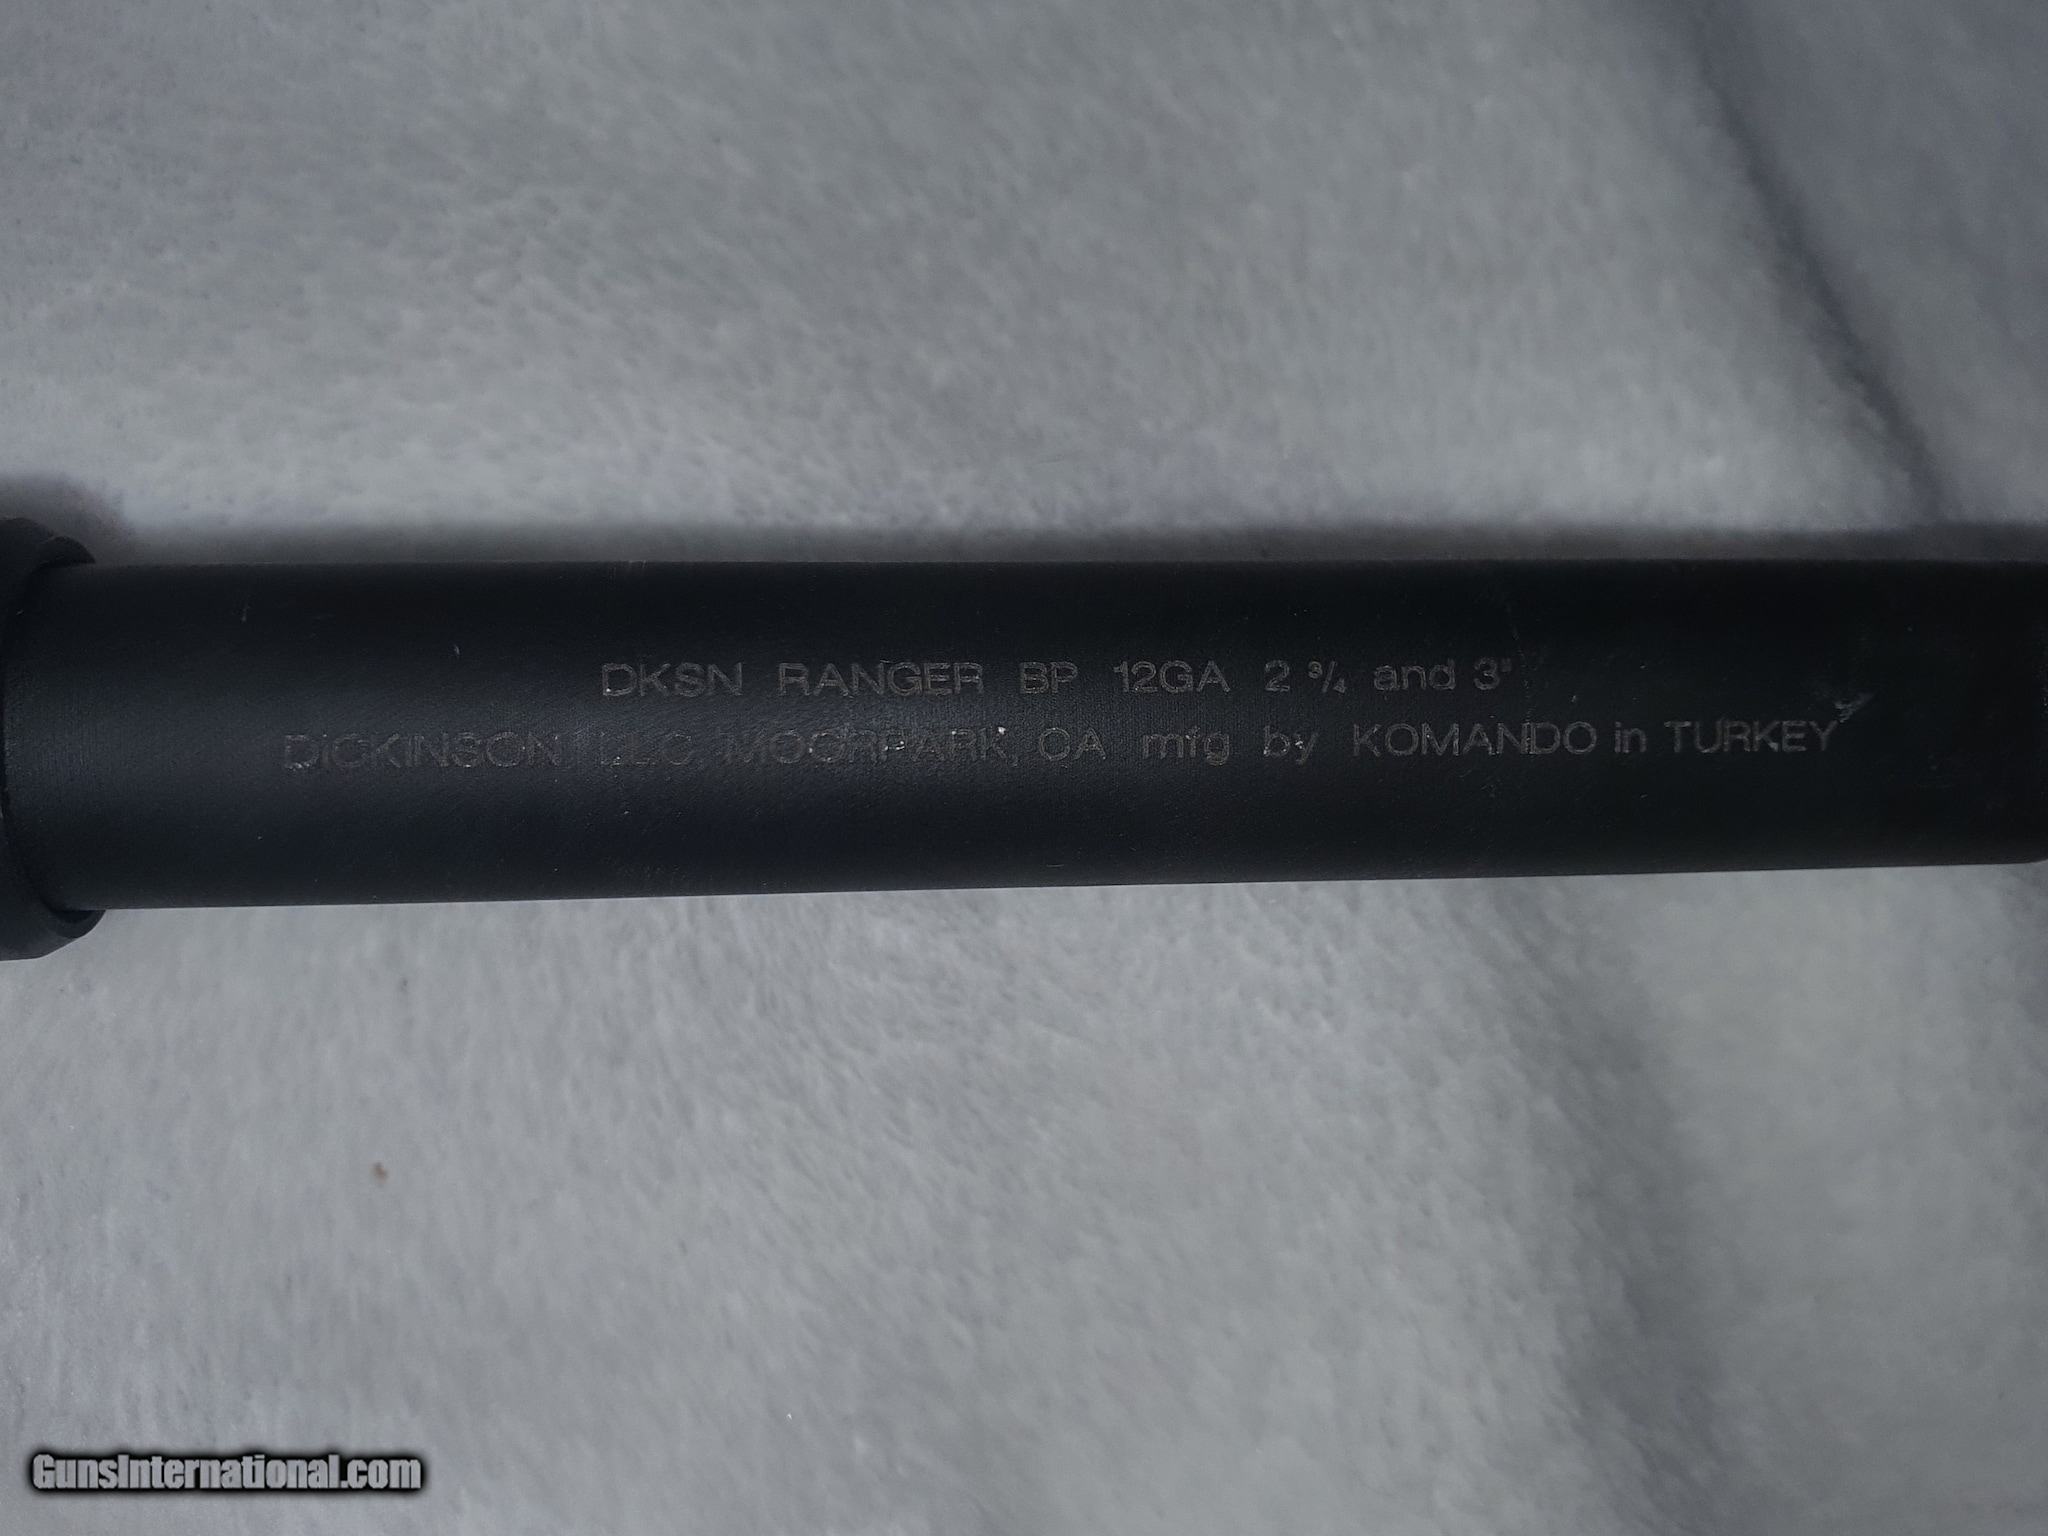 DKSN RANGER BP 12GA 2 ¾ and 3"
DICKINSON LLC MOORPARK, CA mfg by KOMANDO in TURKEY
GunsInternational.com